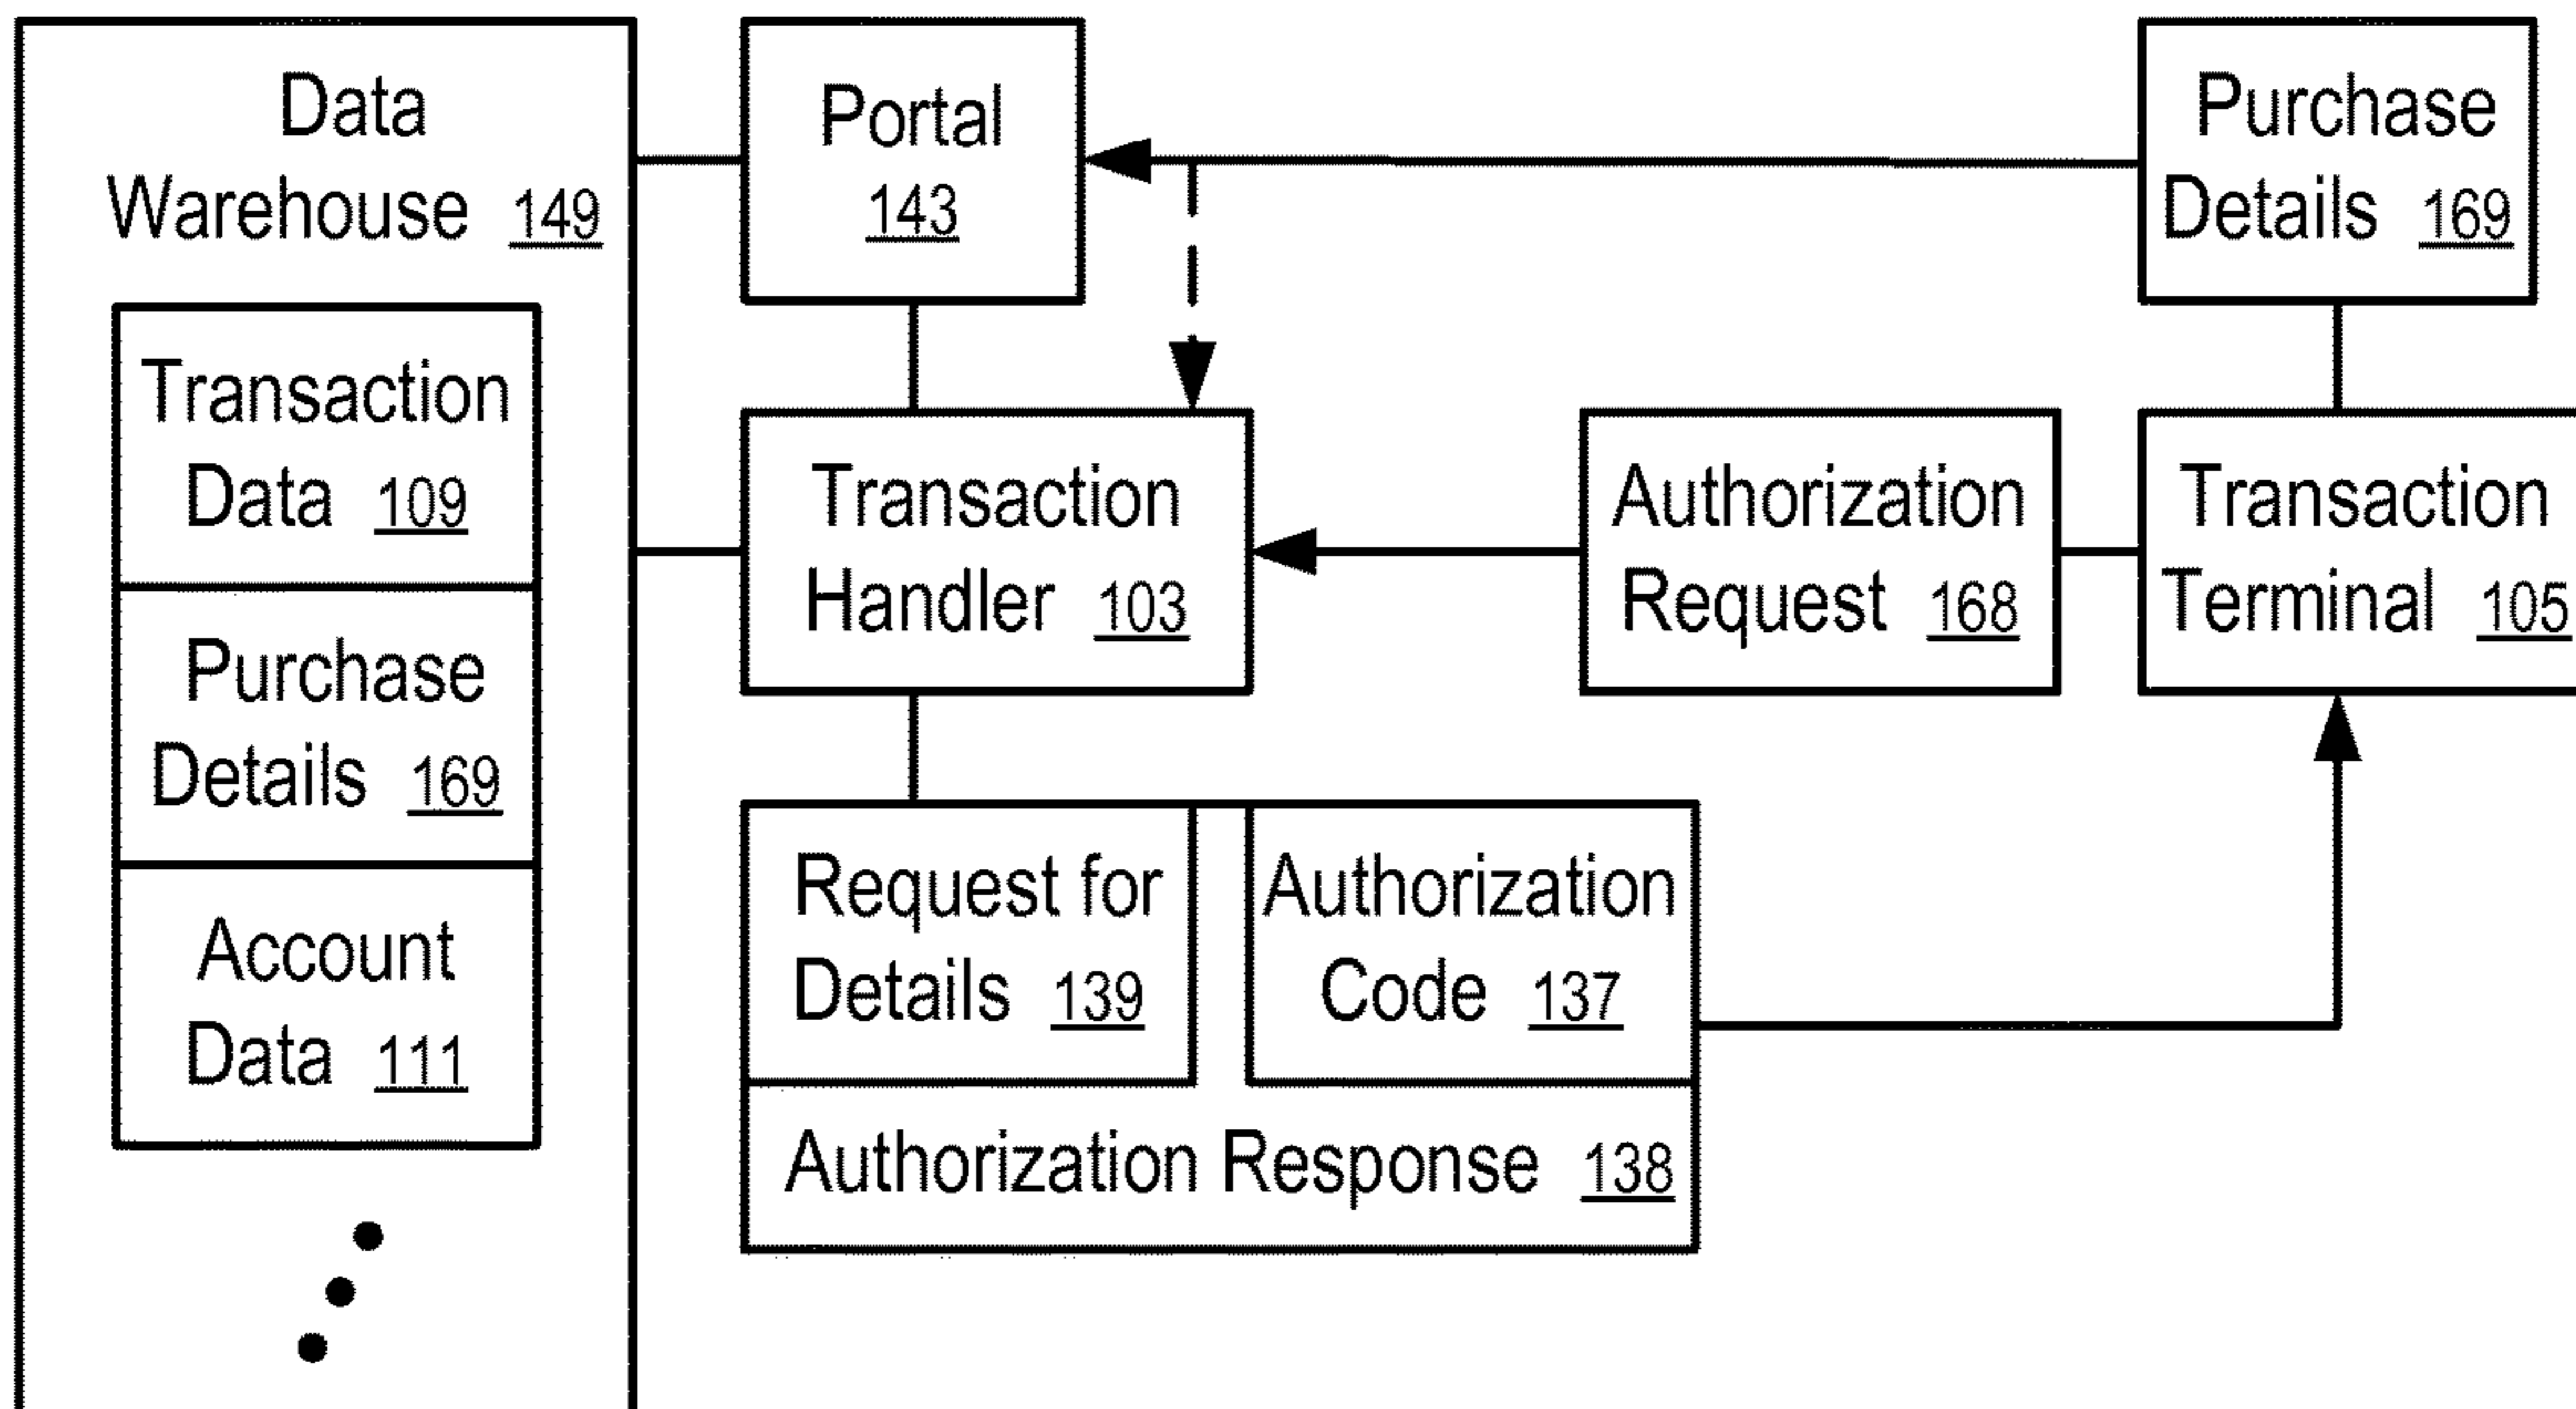 Data
Warehouse 149
Transaction
Data 109
Purchase
Details 169
Account
Data 111
Portal
143
Purchase
Details 169
Transaction
Handler 103
Authorization
Request 168
Transaction
Terminal 105
Request for
Details 139
Authorization
Code 137
Authorization Response 138